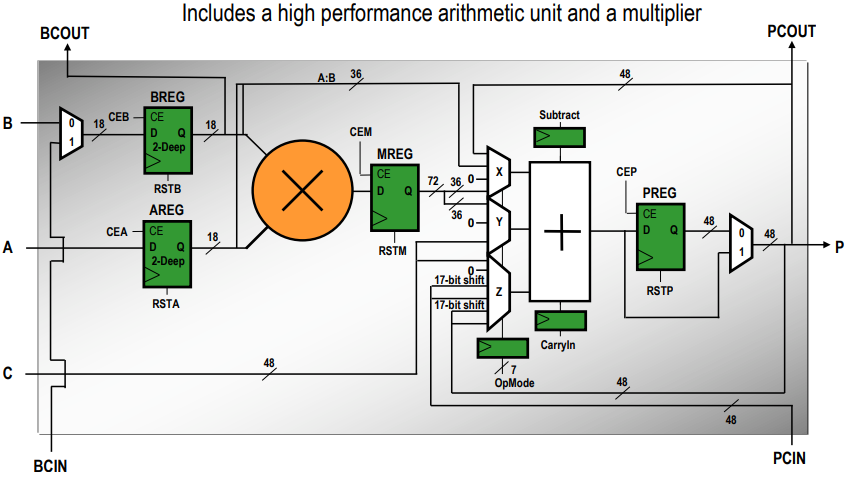 Includes a high performance arithmetic unit and a multiplier
BCOUT
PCOUT
A:B
36
48
BREG
CEB
CE
D Q
2-Deep
RSTB
B
0
1
18
18
CEM
MREG
CE
D Q
RSTM
72
36
36
Subtract
0
X
0
Y
0
Z
17-bit shift
17-bit shift
CEP
PREG
CE
D Q
RSTP
48
0
1
48
P
AREG
CEA
CE
D Q
2-Deep
RSTA
A
18
CarryIn
7
OpMode
C
48
48
48
BCIN
PCIN